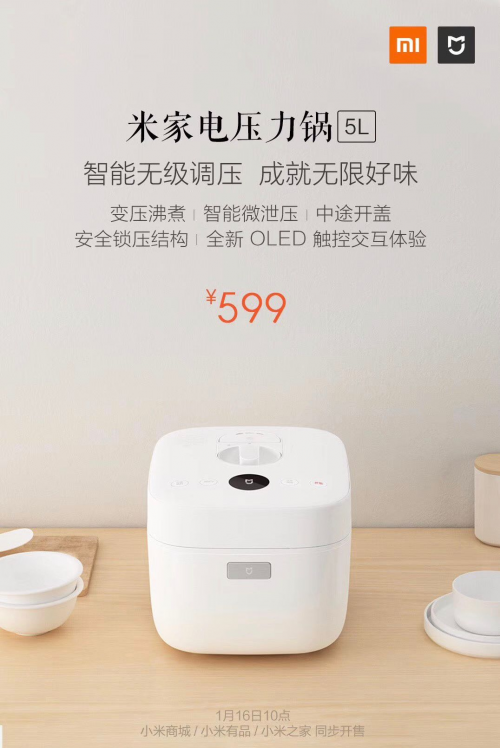 mi
米家电压力锅 5L
智能无级调压 成就无限好味
变压沸煮 | 智能微泄压 | 中途开盖
安全锁压结构 | 全新 OLED 触控交互体验
¥599
1月16日10点
小米商城 / 小米有品 / 小米之家 同步开售